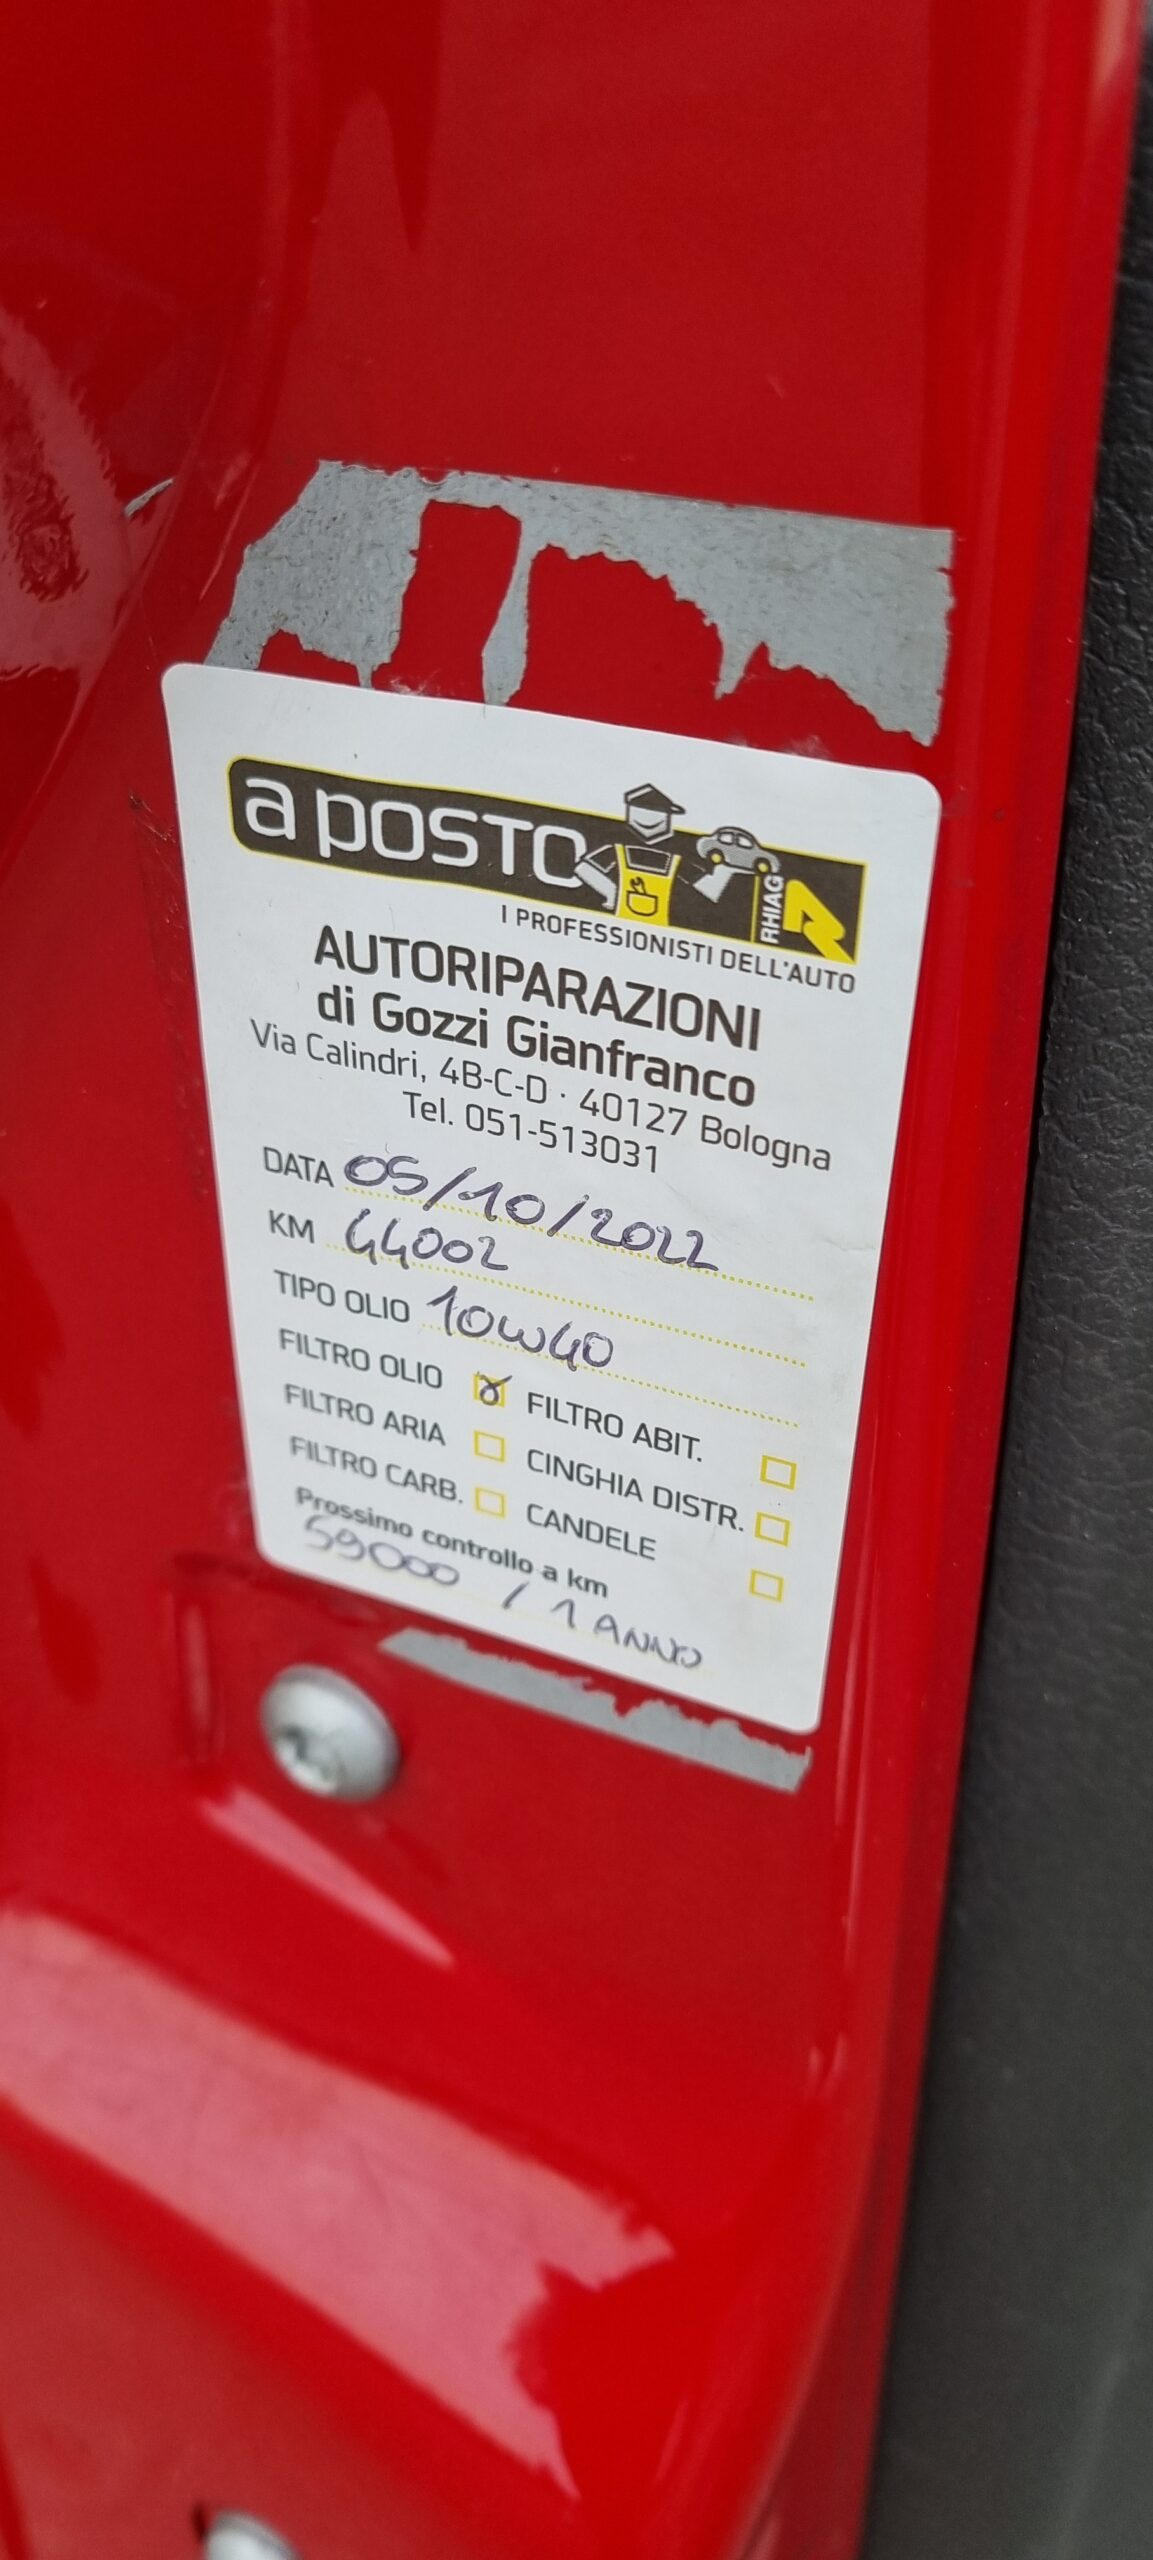 a posto
RHIAG
I PROFESSIONISTI DELL'AUTO
AUTORIPARAZIONI
di Gozzi Gianfranco
Via Calindri, 4B-C-D · 40127 Bologna
Tel. 051-513031
DATA 05/10/2022
KM 44002
TIPO OLIO 10W40
FILTRO OLIO FILTRO ABIT.
FILTRO ARIA CINGHIA DISTR.
FILTRO CARB. CANDELE
Prossimo controllo a km
59000 / 1 ANNO